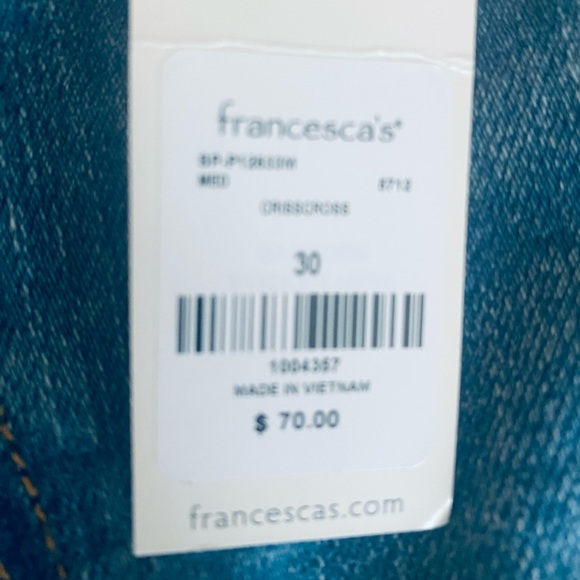 francesca's®
MED
CRISSCROSS
30
1004357
MADE IN VIETNAM
$ 70.00
francescas.com